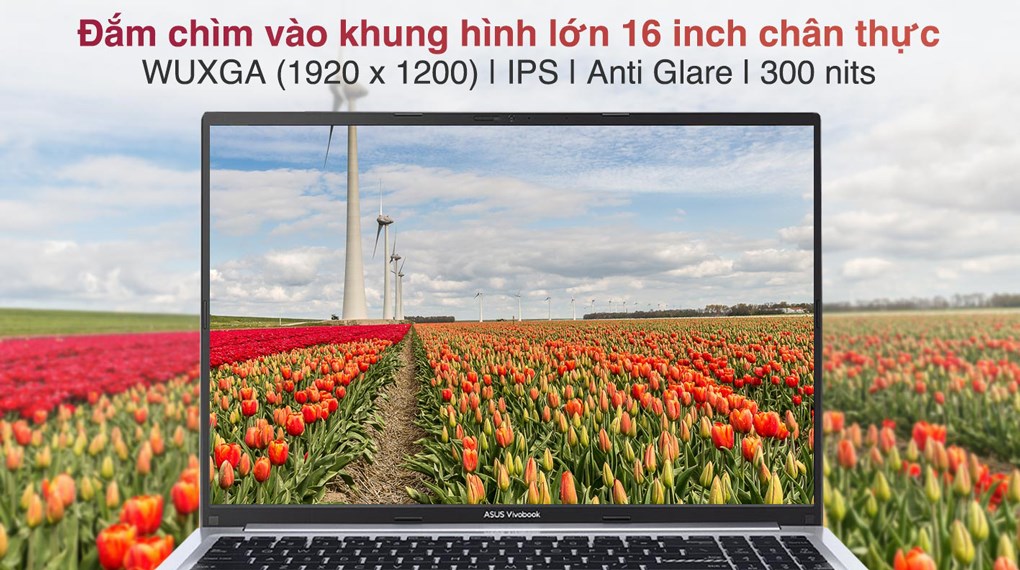 Đắm chìm vào khung hình lớn 16 inch chân thực
WUXGA (1920 x 1200) | IPS | Anti Glare | 300 nits
ASUS Vivobook